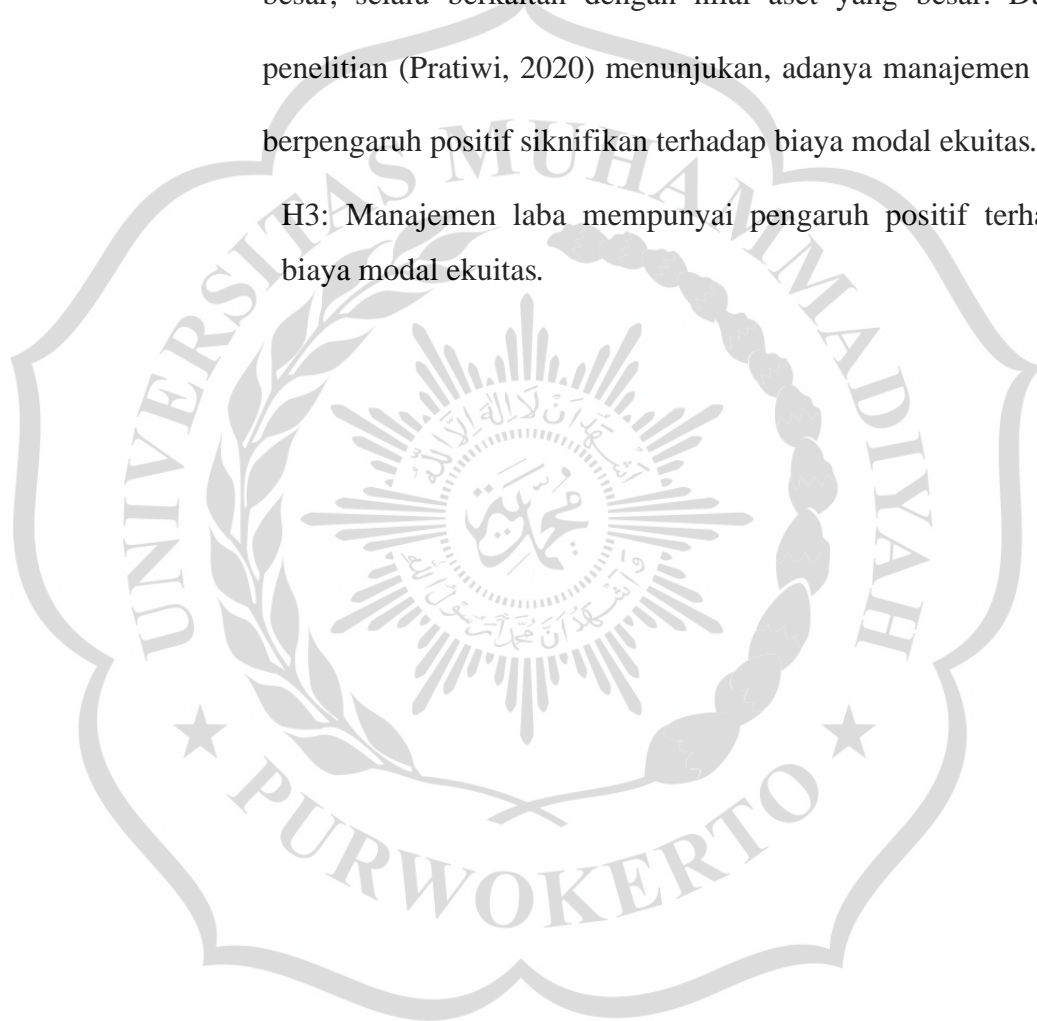 besar, selalu berkaitan dengan nilai aset yang besar.
penelitian (Pratiwi, 2020) menunjukan, adanya manajemen
berpengaruh positif siknifikan terhadap biaya modal ekuitas.
H3: Manajemen laba mempunyai pengaruh positif
biaya modal ekuitas.
UNIVERSITAS MUHAMMADIYAH
★ PURWOKERTO ★